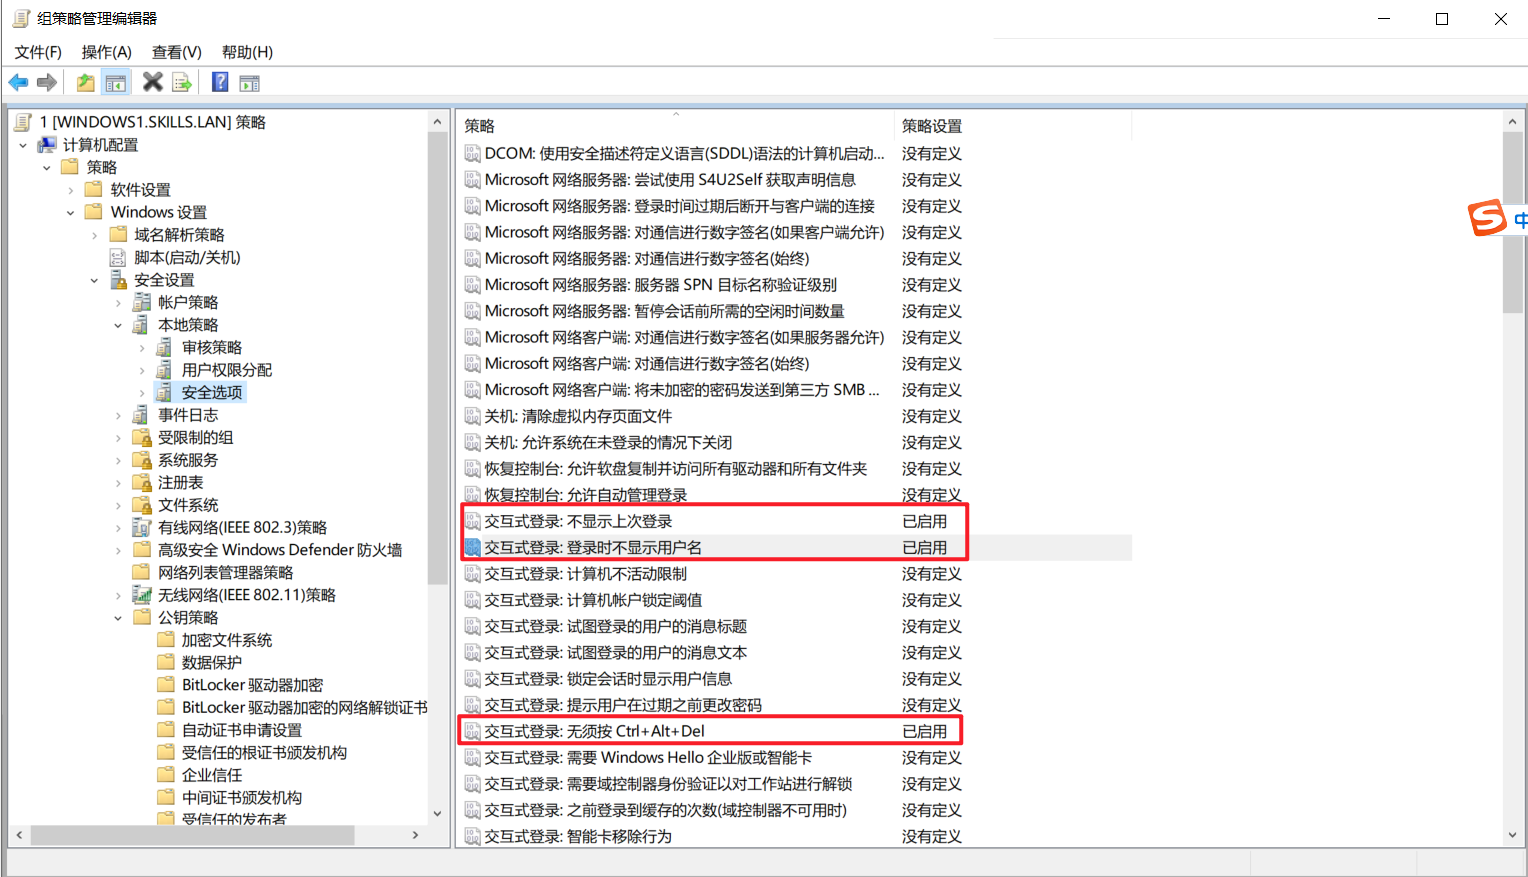 组策略管理编辑器
文件(F) 操作(A) 查看(V) 帮助(H)
1 [WINDOWS1.SKILLS.LAN] 策略
计算机配置
策略
软件设置
Windows 设置
域名解析策略
脚本(启动/关机)
安全设置
帐户策略
本地策略
审核策略
用户权限分配
安全选项
事件日志
受限制的组
系统服务
注册表
文件系统
有线网络(IEEE 802.3)策略
高级安全 Windows Defender 防火墙
网络列表管理器策略
无线网络(IEEE 802.11)策略
公钥策略
加密文件系统
数据保护
BitLocker 驱动器加密
BitLocker 驱动器加密的网络解锁证书
自动证书申请设置
受信任的根证书颁发机构
企业信任
中间证书颁发机构
受信任的发布者
策略 策略设置
DCOM: 使用安全描述符定义语言(SDDL)语法的计算机启动... 没有定义
Microsoft 网络服务器: 尝试使用 S4U2Self 获取声明信息 没有定义
Microsoft 网络服务器: 登录时间过期后断开与客户端的连接 没有定义
Microsoft 网络服务器: 对通信进行数字签名(如果客户端允许) 没有定义
Microsoft 网络服务器: 对通信进行数字签名(始终) 没有定义
Microsoft 网络服务器: 服务器 SPN 目标名称验证级别 没有定义
Microsoft 网络服务器: 暂停会话前所需的空闲时间数量 没有定义
Microsoft 网络客户端: 对通信进行数字签名(如果服务器允许) 没有定义
Microsoft 网络客户端: 对通信进行数字签名(始终) 没有定义
Microsoft 网络客户端: 将未加密的密码发送到第三方 SMB ... 没有定义
关机: 清除虚拟内存页面文件 没有定义
关机: 允许系统在未登录的情况下关闭 没有定义
恢复控制台: 允许软盘复制并访问所有驱动器和所有文件夹 没有定义
恢复控制台: 允许自动管理登录 没有定义
交互式登录: 不显示上次登录 已启用
交互式登录: 登录时不显示用户名 已启用
交互式登录: 计算机不活动限制 没有定义
交互式登录: 计算机帐户锁定阈值 没有定义
交互式登录: 试图登录的用户的消息标题 没有定义
交互式登录: 试图登录的用户的消息文本 没有定义
交互式登录: 锁定会话时显示用户信息 没有定义
交互式登录: 提示用户在过期之前更改密码 没有定义
交互式登录: 无须按 Ctrl+Alt+Del 已启用
交互式登录: 需要 Windows Hello 企业版或智能卡 没有定义
交互式登录: 需要域控制器身份验证以对工作站进行解锁 没有定义
交互式登录: 之前登录到缓存的次数(域控制器不可用时) 没有定义
交互式登录: 智能卡移除行为 没有定义
中